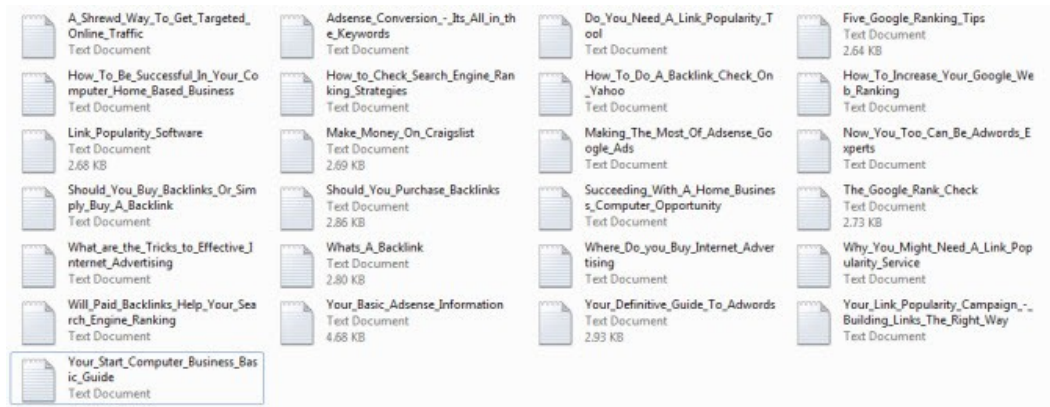 A_Shrewd_Way_To_Get_Targeted_
Online_Traffic
Text Document
Adsense_Conversion_-_Its_All_in_th
e_Keywords
Text Document
Do_You_Need_A_Link_Popularity_T
ool
Text Document
Five_Google_Ranking_Tips
Text Document
2.64 KB
How_To_Be_Successful_In_Your_Co
mputer_Home_Based_Business
Text Document
How_to_Check_Search_Engine_Ran
king_Strategies
Text Document
How_To_Do_A_Backlink_Check_On
_Yahoo
Text Document
How_To_Increase_Your_Google_We
b_Ranking
Text Document
Link_Popularity_Software
Text Document
2.68 KB
Make_Money_On_Craigslist
Text Document
2.69 KB
Making_The_Most_Of_Adsense_Go
ogle_Ads
Text Document
Now_You_Too_Can_Be_Adwords_E
xperts
Text Document
Should_You_Buy_Backlinks_Or_Sim
ply_Buy_A_Backlink
Text Document
Should_You_Purchase_Backlinks
Text Document
2.86 KB
Succeeding_With_A_Home_Busines
s_Computer_Opportunity
Text Document
The_Google_Rank_Check
Text Document
2.73 KB
What_are_the_Tricks_to_Effective_I
nternet_Advertising
Text Document
Whats_A_Backlink
Text Document
2.80 KB
Where_Do_you_Buy_Internet_Adver
tising
Text Document
Why_You_Might_Need_A_Link_Pop
ularity_Service
Text Document
Will_Paid_Backlinks_Help_Your_Sea
rch_Engine_Ranking
Text Document
Your_Basic_Adsense_Information
Text Document
4.68 KB
Your_Definitive_Guide_To_Adwords
Text Document
2.93 KB
Your_Link_Popularity_Campaign_-_
Building_Links_The_Right_Way
Text Document
Your_Start_Computer_Business_Bas
ic_Guide
Text Document